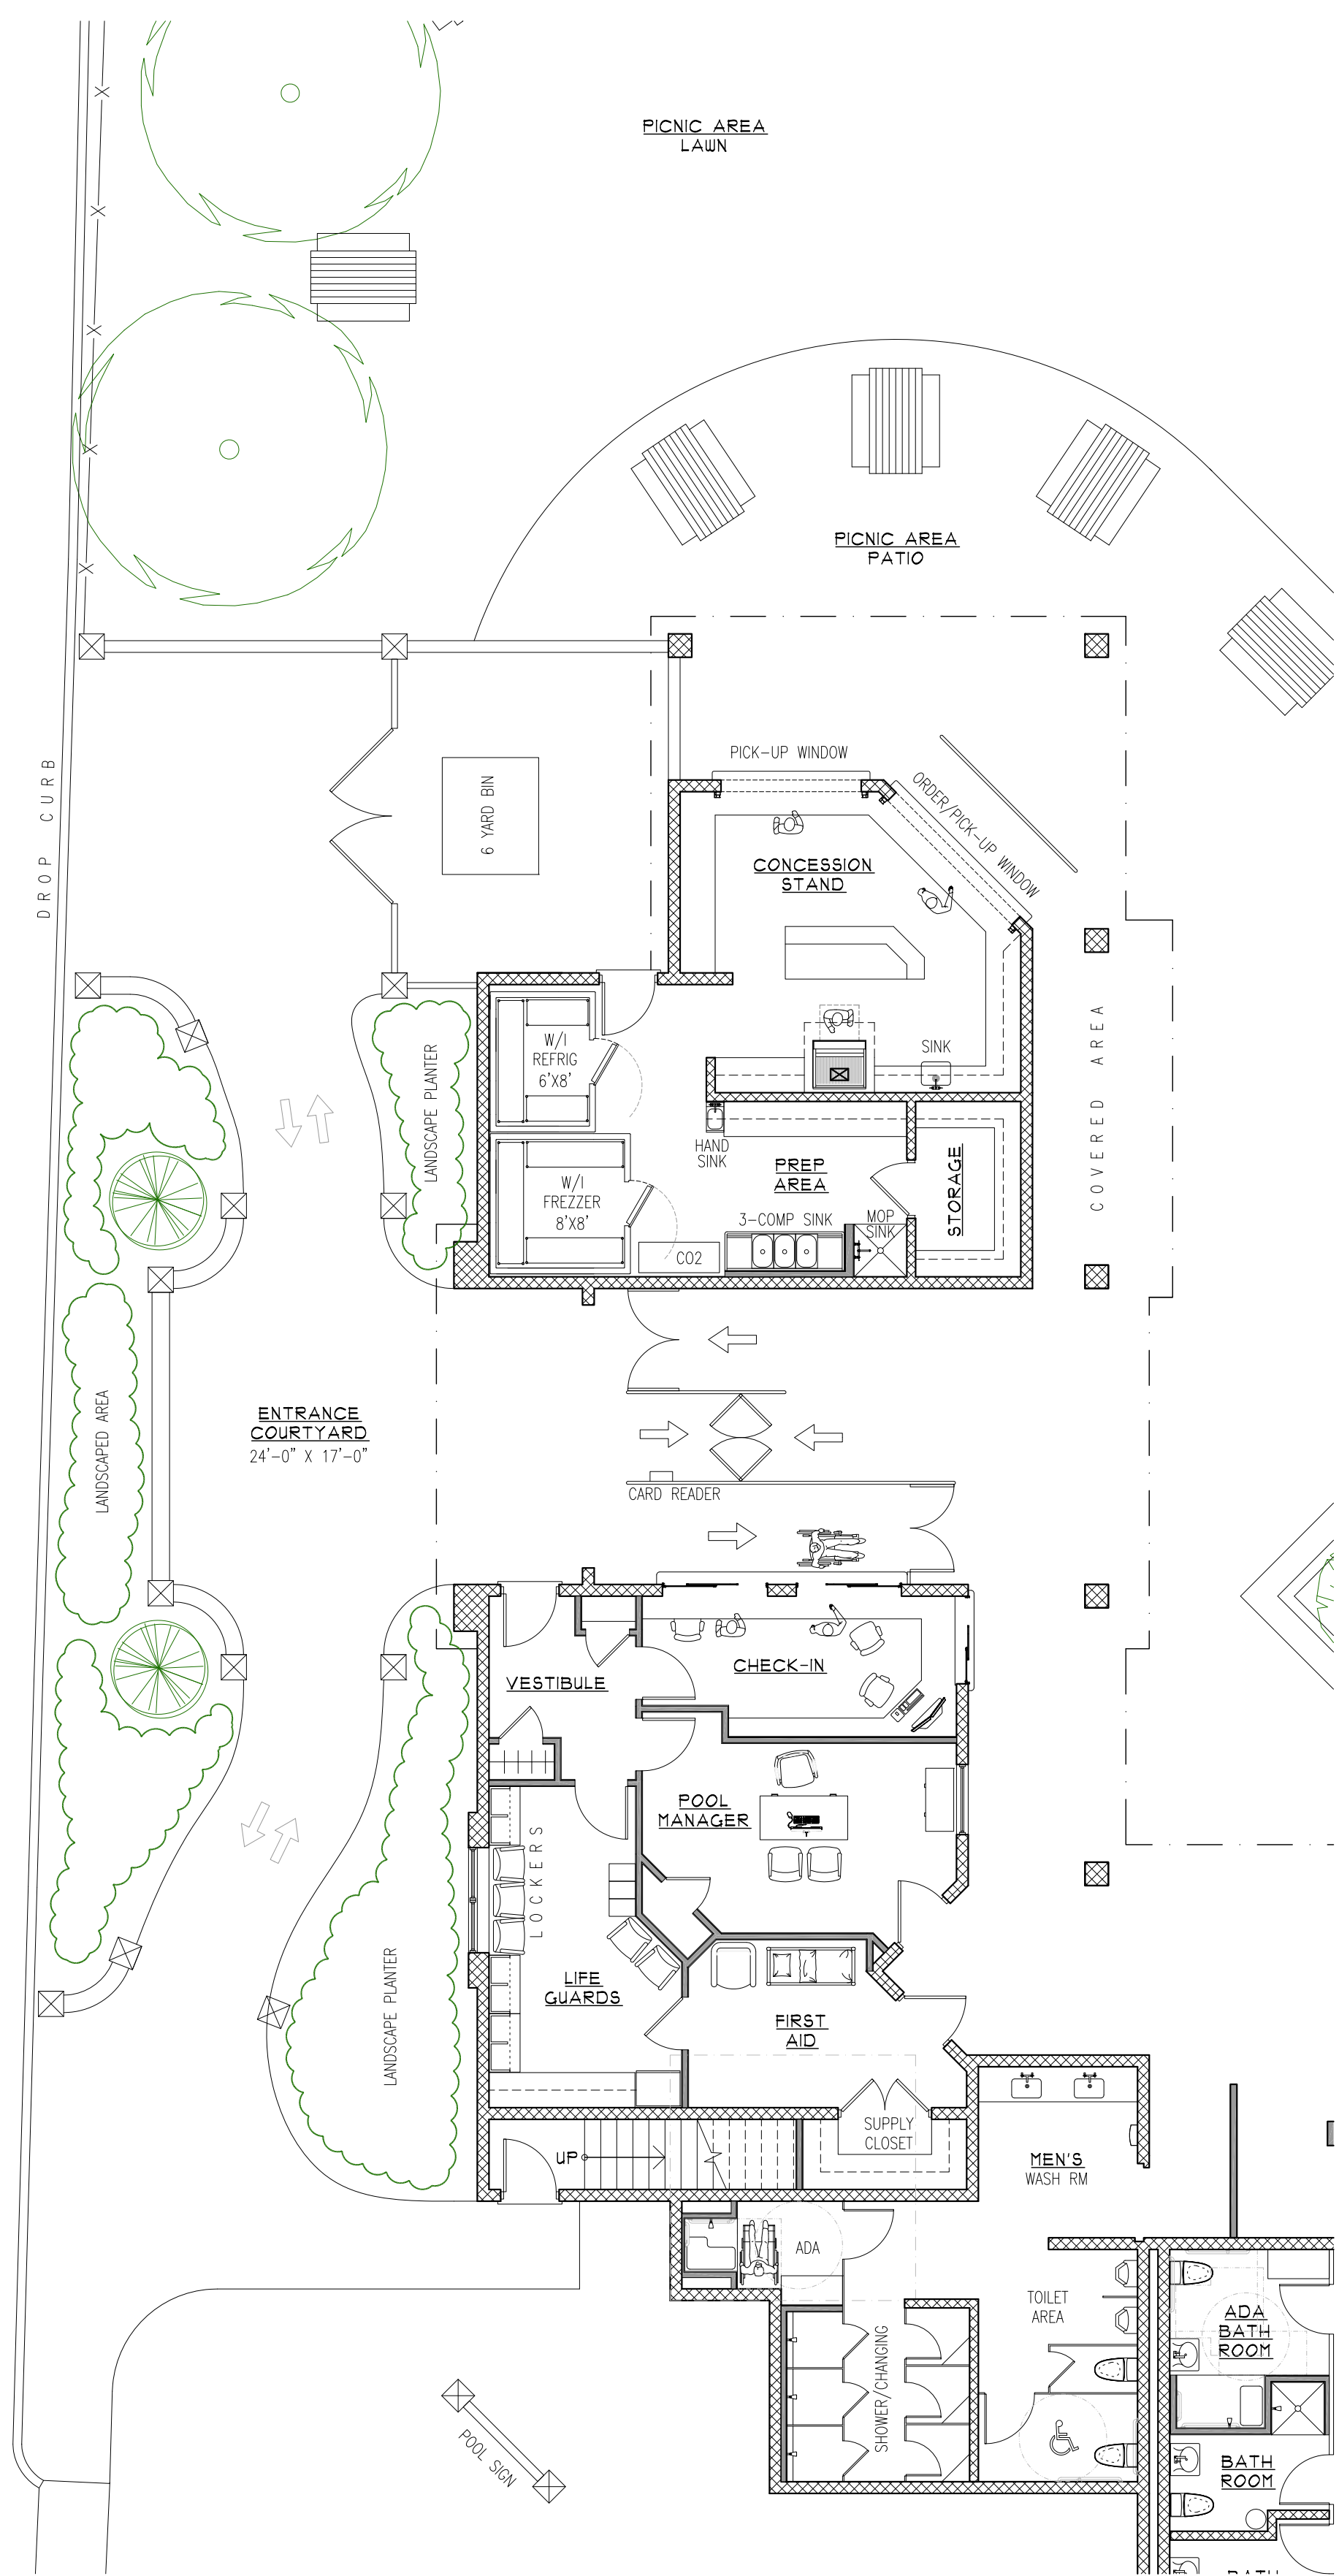 PICNIC AREA
LAWN
PICNIC AREA
PATIO
DROP CURB
6 YARD BIN
PICK-UP WINDOW
ORDER/PICK-UP WINDOW
CONCESSION
STAND
COVERED AREA
LANDSCAPE PLANTER
W/I
REFRIG
6'X8'
SINK
HAND
SINK
PREP
AREA
STORAGE
W/I
FREZZER
8'X8'
3-COMP SINK
MOP
SINK
CO2
LANDSCAPED AREA
ENTRANCE
COURTYARD
24'-0" X 17'-0"
CARD READER
CHECK-IN
VESTIBULE
POOL
MANAGER
LOCKERS
LIFE
GUARDS
FIRST
AID
LANDSCAPE PLANTER
SUPPLY
CLOSET
UP
MEN'S
WASH RM
ADA
TOILET
AREA
SHOWER/CHANGING
ADA
BATH
ROOM
POOL SIGN
BATH
ROOM